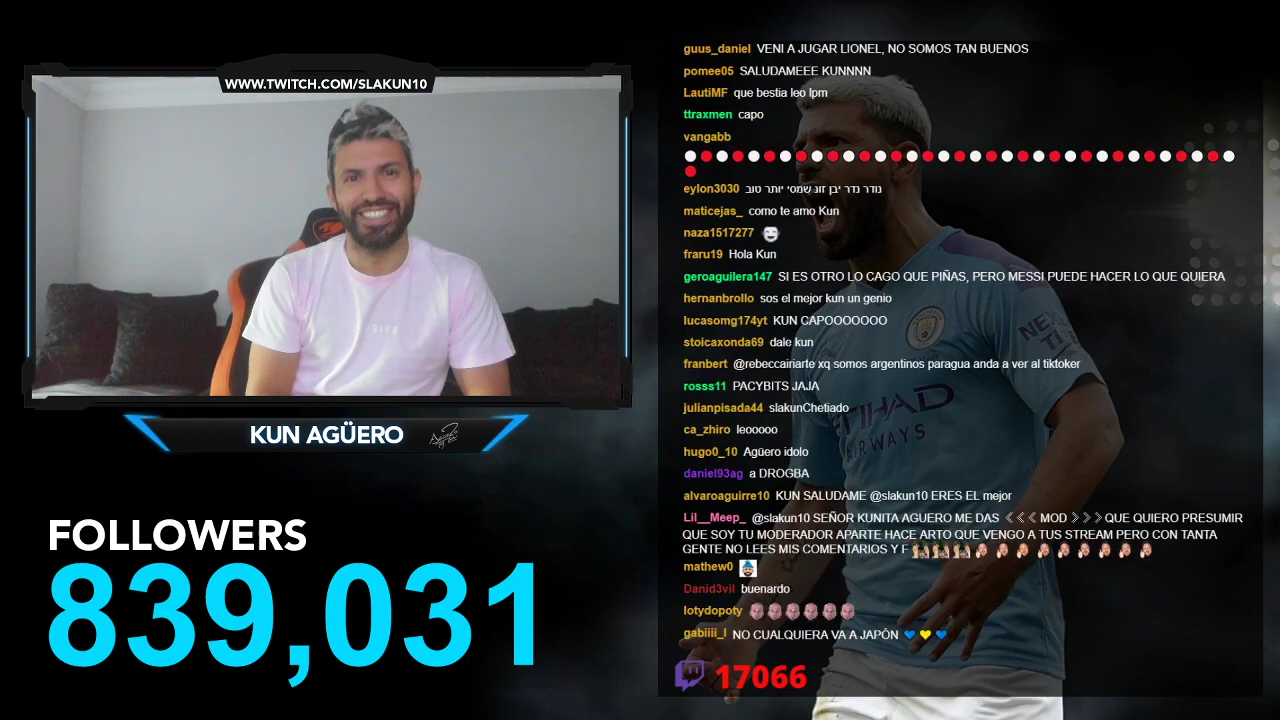 WWW.TWITCH.COM/SLAKUN10
KUN AGÜERO
FOLLOWERS
839,031
guus_daniel VENI A JUGAR LIONEL, NO SOMOS TAN BUENOS
pomee05 SALUDAMEEE KUNNNN
LautiMF que bestia leo lpm
ttraxmen capo
vangabb
eylon3030 נודר נדר יבן זונ שמסי יותר טוב
maticejas_ como te amo Kun
naza1517277
fraru19 Hola Kun
geroaguilera147 SI ES OTRO LO CAGO QUE PIÑAS, PERO MESSI PUEDE HACER LO QUE QUIERA
hernanbrollo sos el mejor kun un genio
lucasomg174yt KUN CAPOOOOOOO
stoicaxonda69 dale kun
franbert @rebeccairiarte xq somos argentinos paragua anda a ver al tiktoker
rosss11 PACYBITS JAJA
julianpisada44 slakunChetiado
ca_zhiro leooooo
hugo0_10 Agüero idolo
daniel93ag a DROGBA
alvaroaguirre10 KUN SALUDAME @slakun10 ERES EL mejor
Lil__Meep_ @slakun10 SEÑOR KUNITA AGUERO ME DAS 《《《 MOD 》》》QUE QUIERO PRESUMIR
QUE SOY TU MODERADOR APARTE HACE ARTO QUE VENGO A TUS STREAM PERO CON TANTA
GENTE NO LEES MIS COMENTARIOS Y F
mathew0
Danid3vil buenardo
lotydopoty
gabiiii_l NO CUALQUIERA VA A JAPÓN 💙 💛 💙
17066
ETIHAD
AIRWAYS